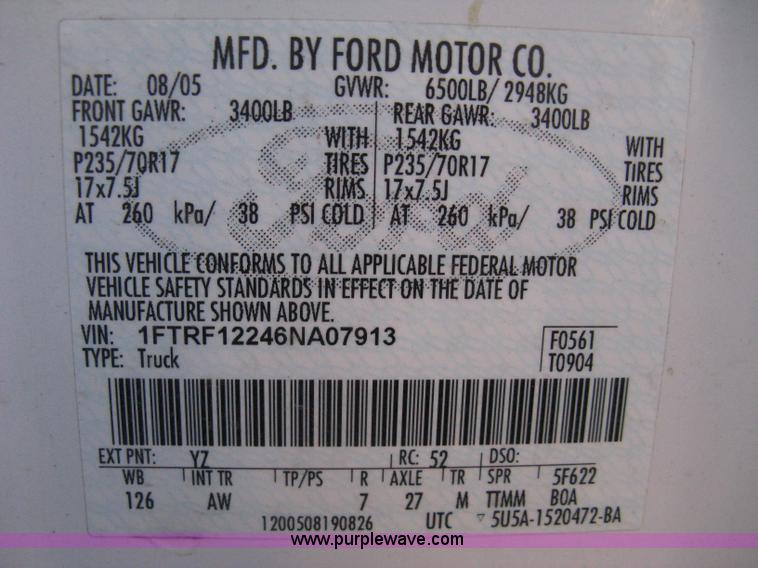 MFD. BY FORD MOTOR CO.
DATE: 08/05 GVWR: 6500LB/ 2948KG
FRONT GAWR: 3400LB REAR GAWR: 3400LB
1542KG WITH 1542KG WITH
P235/70R17 TIRES P235/70R17 TIRES
17x7.5J RIMS 17x7.5J RIMS
AT 260 kPa/ 38 PSI COLD AT 260 kPa/ 38 PSI COLD
Ford
THIS VEHICLE CONFORMS TO ALL APPLICABLE FEDERAL MOTOR
VEHICLE SAFETY STANDARDS IN EFFECT ON THE DATE OF
MANUFACTURE SHOWN ABOVE.
VIN: 1FTRF12246NA07913 F0561
TYPE: Truck T0904
EXT PNT: YZ RC: 52 DSO:
WB INT TR TP/PS R AXLE TR SPR 5F622
126 AW 7 27 M TTMM BOA
1200508190826 UTC 5U5A-1520472-BA
www.purplewave.com